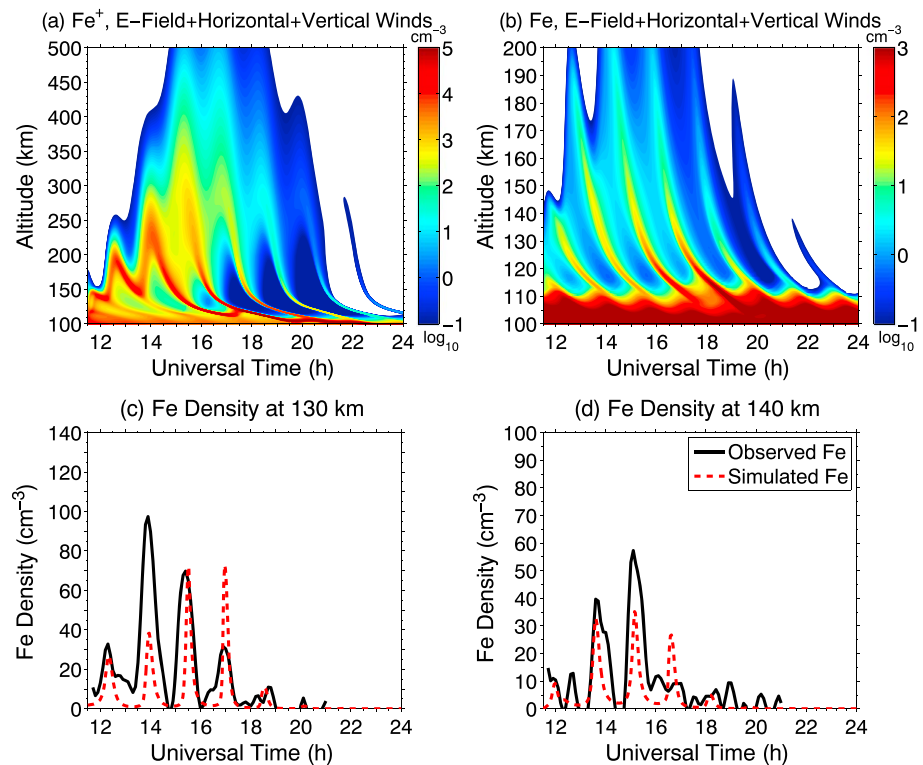 (a) Fe⁺, E−Field+Horizontal+Vertical Winds
cm⁻³
500
450
400
350
300
250
200
150
100
Altitude (km)
12 14 16 18 20 22 24
Universal Time (h)
5
4
3
2
1
0
−1
log₁₀
(b) Fe, E−Field+Horizontal+Vertical Winds
cm⁻³
200
190
180
170
160
150
140
130
120
110
100
Altitude (km)
12 14 16 18 20 22 24
Universal Time (h)
3
2
1
0
−1
log₁₀
(c) Fe Density at 130 km
140
120
100
80
60
40
20
0
Fe Density (cm⁻³)
12 14 16 18 20 22 24
Universal Time (h)
(d) Fe Density at 140 km
100
90
80
70
60
50
40
30
20
10
0
Fe Density (cm⁻³)
Observed Fe
Simulated Fe
12 14 16 18 20 22 24
Universal Time (h)